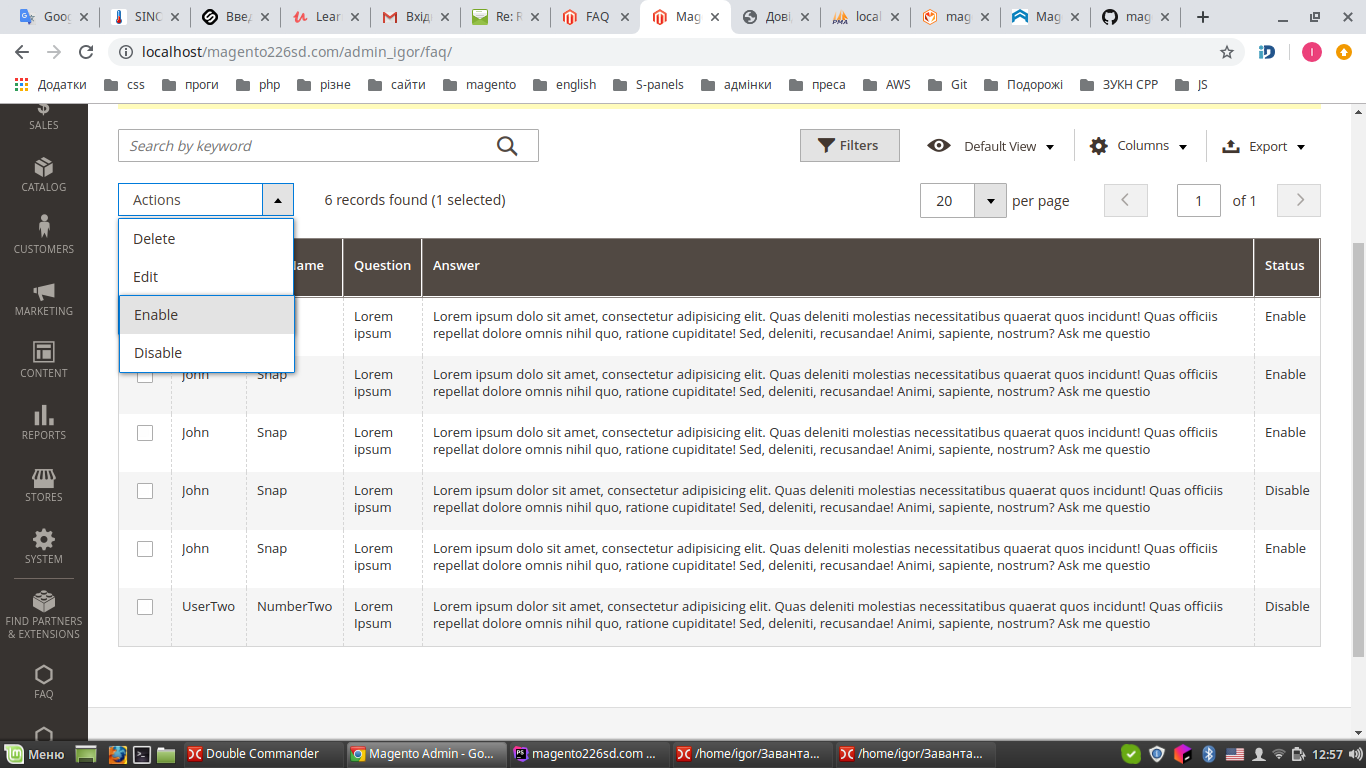 Goog
SINC
Введ
Lear
Вхідн
Re: R
FAQ
Mag
Дові
local
mag
Mag
mag
localhost/magento226sd.com/admin_igor/faq/
Додатки
css
проги
php
різне
сайти
magento
english
S-panels
адмінки
преса
AWS
Git
Подорожі
ЗУКН СРР
JS
SALES
CATALOG
CUSTOMERS
MARKETING
CONTENT
REPORTS
STORES
SYSTEM
FIND PARTNERS
& EXTENSIONS
FAQ
Search by keyword
Filters
Default View
Columns
Export
Actions
6 records found (1 selected)
20
per page
1
of 1
Delete
Edit
Enable
Disable
Question
Answer
Status
Lorem
ipsum
Lorem ipsum dolo sit amet, consectetur adipisicing elit. Quas deleniti molestias necessitatibus quaerat quos incidunt! Quas officiis
repellat dolore omnis nihil quo, ratione cupiditate! Sed, deleniti, recusandae! Animi, sapiente, nostrum? Ask me questio
Enable
John
Snap
Lorem
ipsum
Lorem ipsum dolo sit amet, consectetur adipisicing elit. Quas deleniti molestias necessitatibus quaerat quos incidunt! Quas officiis
repellat dolore omnis nihil quo, ratione cupiditate! Sed, deleniti, recusandae! Animi, sapiente, nostrum? Ask me questio
Enable
John
Snap
Lorem
ipsum
Lorem ipsum dolo sit amet, consectetur adipisicing elit. Quas deleniti molestias necessitatibus quaerat quos incidunt! Quas officiis
repellat dolore omnis nihil quo, ratione cupiditate! Sed, deleniti, recusandae! Animi, sapiente, nostrum? Ask me questio
Enable
John
Snap
Lorem
ipsum
Lorem ipsum dolor sit amet, consectetur adipisicing elit. Quas deleniti molestias necessitatibus quaerat quos incidunt! Quas officiis
repellat dolore omnis nihil quo, ratione cupiditate! Sed, deleniti, recusandae! Animi, sapiente, nostrum? Ask me questio
Disable
John
Snap
Lorem
ipsum
Lorem ipsum dolo sit amet, consectetur adipisicing elit. Quas deleniti molestias necessitatibus quaerat quos incidunt! Quas officiis
repellat dolore omnis nihil quo, ratione cupiditate! Sed, deleniti, recusandae! Animi, sapiente, nostrum? Ask me questio
Enable
UserTwo
NumberTwo
Lorem
Ipsum
Lorem ipsum dolor sit amet, consectetur adipisicing elit. Quas deleniti molestias necessitatibus quaerat quos incidunt! Quas officiis
repellat dolore omnis nihil quo, ratione cupiditate! Sed, deleniti, recusandae! Animi, sapiente, nostrum? Ask me questio
Disable
Меню
Double Commander
Magento Admin - Go...
magento226sd.com ...
/home/igor/Заванта...
/home/igor/Заванта...
12:57